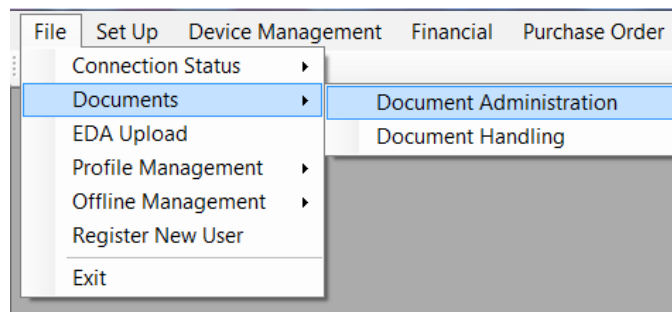 File Set Up Device Management Financial Purchase Order
Connection Status
Documents
Document Administration
EDA Upload
Document Handling
Profile Management
Offline Management
Register New User
Exit